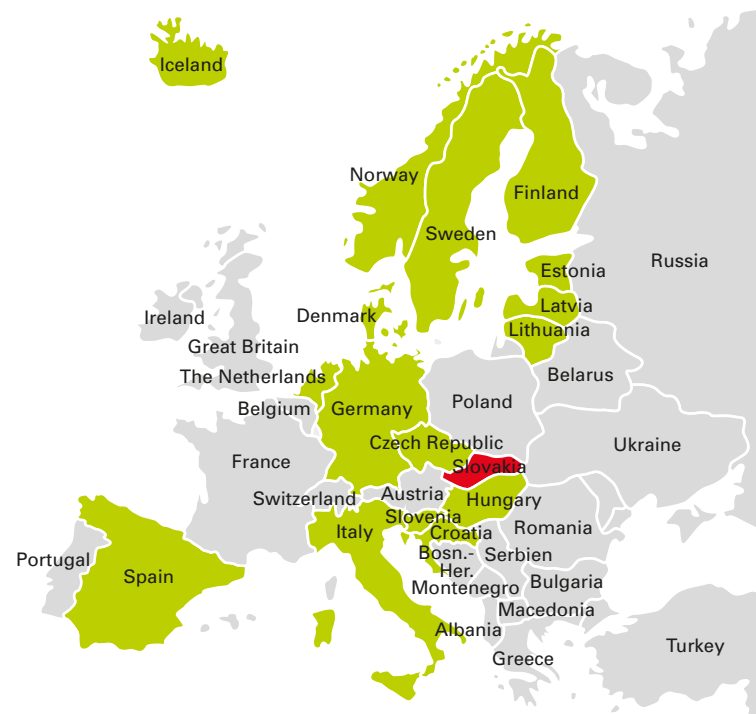 Iceland
Norway
Finland
Sweden
Russia
Estonia
Latvia
Denmark
Ireland
Lithuania
Great Britain
The Netherlands
Belarus
Belgium
Germany
Poland
Czech Republic
Ukraine
France
Slovakia
Switzerland
Austria
Hungary
Slovenia
Italy
Croatia
Romania
Bosn.-
Her.
Serbien
Portugal
Spain
Montenegro
Bulgaria
Macedonia
Albania
Turkey
Greece